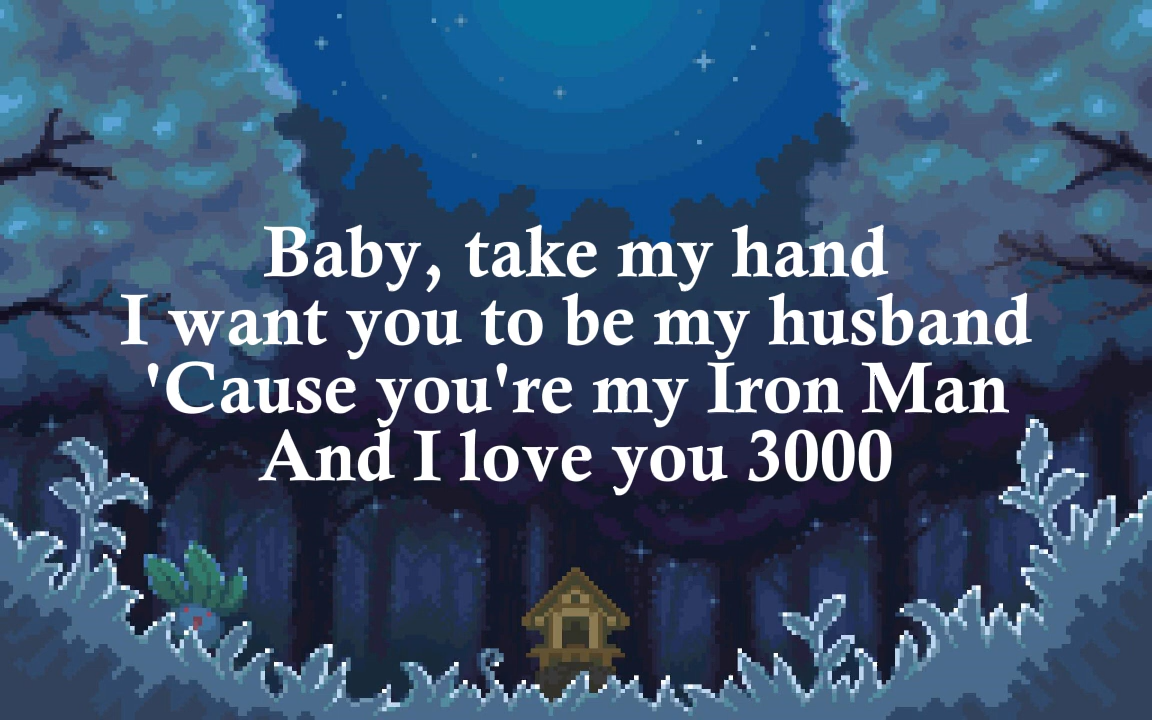 Baby, take my hand
I want you to be my husband
'Cause you're my Iron Man
And I love you 3000